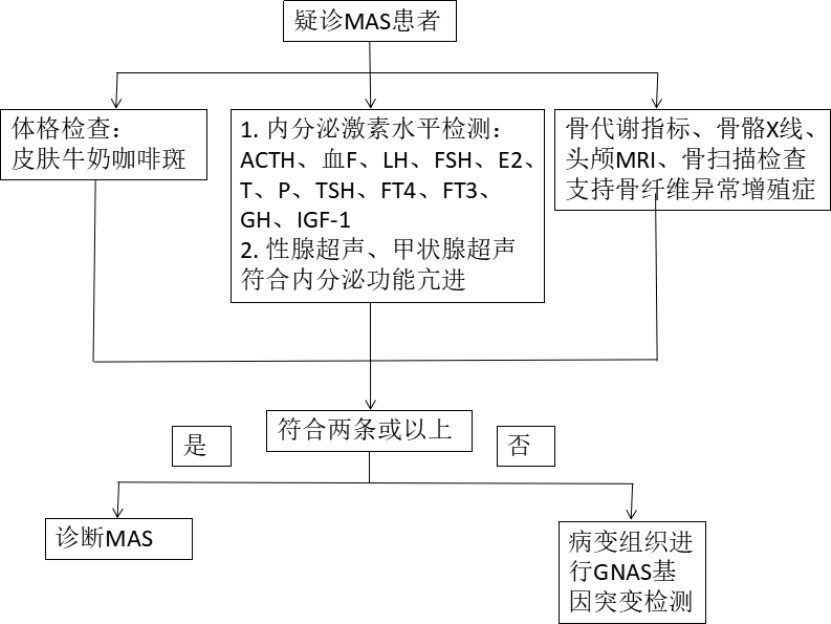 疑诊MAS患者
体格检查：
皮肤牛奶咖啡斑
1. 内分泌激素水平检测：
ACTH、血F、LH、FSH、E2、
T、P、TSH、FT4、FT3、
GH、IGF-1
2. 性腺超声、甲状腺超声
符合内分泌功能亢进
骨代谢指标、骨骼X线、
头颅MRI、骨扫描检查
支持骨纤维异常增殖症
符合两条或以上
是
否
诊断MAS
病变组织进
行GNAS基
因突变检测